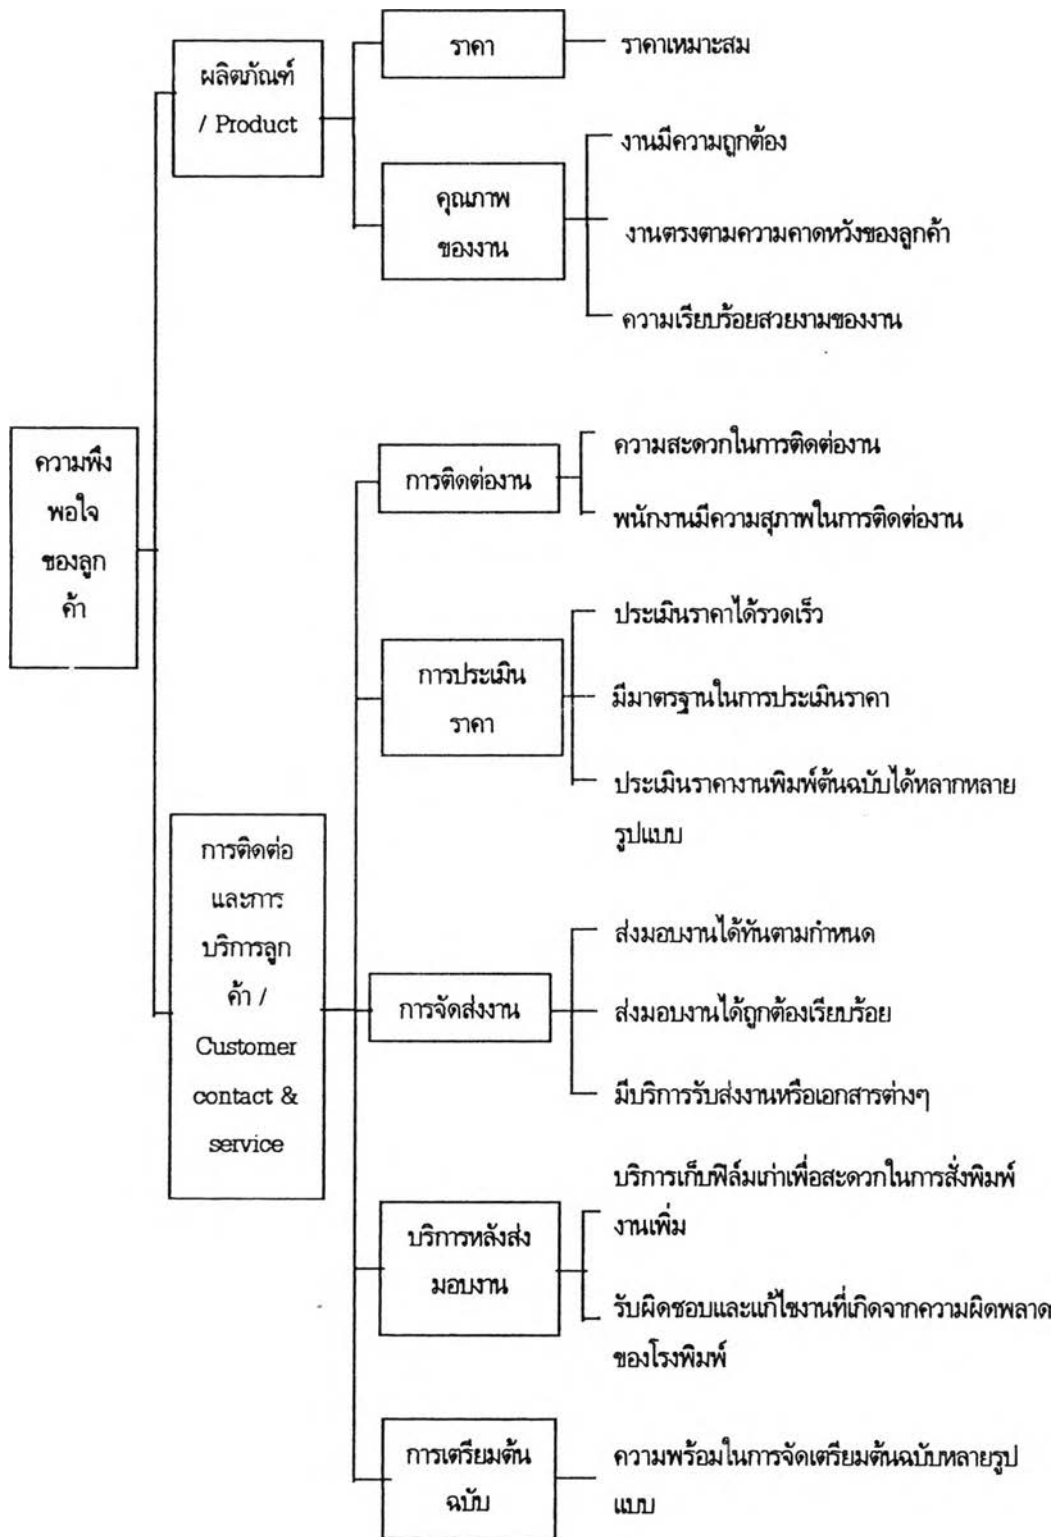 ราคา
ราคาเหมาะสม
ผลิตภัณฑ์
/ Product
งานมีความถูกต้อง
คุณภาพ
ของงาน
งานตรงตามความคาดหวังของลูกค้า
ความเรียบร้อยสวยงามของงาน
ความพึง
พอใจ
ของลูก
ค้า
การติดต่องาน
ความสะดวกในการติดต่องาน
พนักงานมีความสุภาพในการติดต่องาน
การประเมิน
ราคา
ประเมินราคาได้รวดเร็ว
มีมาตรฐานในการประเมินราคา
ประเมินราคางานพิมพ์ต้นฉบับได้หลากหลาย
รูปแบบ
การติดต่อ
และการ
บริการลูก
ค้า /
Customer
contact &
service
การจัดส่งงาน
ส่งมอบงานได้ทันตามกำหนด
ส่งมอบงานได้ถูกต้องเรียบร้อย
มีบริการรับส่งงานหรือเอกสารต่างๆ
บริการหลังส่ง
มอบงาน
บริการเก็บฟิล์มเก่าเพื่อสะดวกในการสั่งพิมพ์
งานเพิ่ม
รับผิดชอบและแก้ไขงานที่เกิดจากความผิดพลาด
ของโรงพิมพ์
การเตรียมต้น
ฉบับ
ความพร้อมในการจัดเตรียมต้นฉบับหลายรูป
แบบ